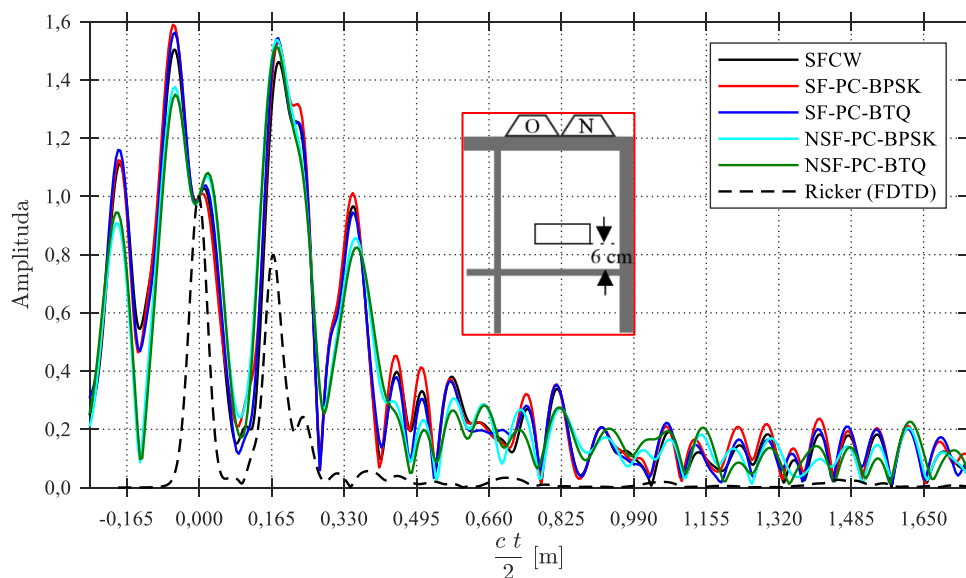 1,6
1,4
1,2
1,0
0,8
0,6
0,4
0,2
0,0
Amplituda
SFCW
SF-PC-BPSK
SF-PC-BTQ
NSF-PC-BPSK
NSF-PC-BTQ
Ricker (FDTD)
O N
6 cm
-0,165 0,000 0,165 0,330 0,495 0,660 0,825 0,990 1,155 1,320 1,485 1,650
c t
2 [m]